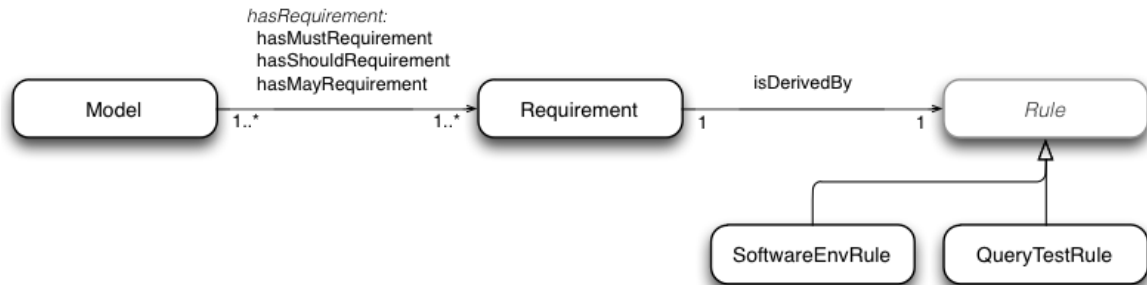 hasRequirement:
hasMustRequirement
hasShouldRequirement
hasMayRequirement
Model
1..*
1..*
Requirement
isDerivedBy
1
1
Rule
SoftwareEnvRule
QueryTestRule